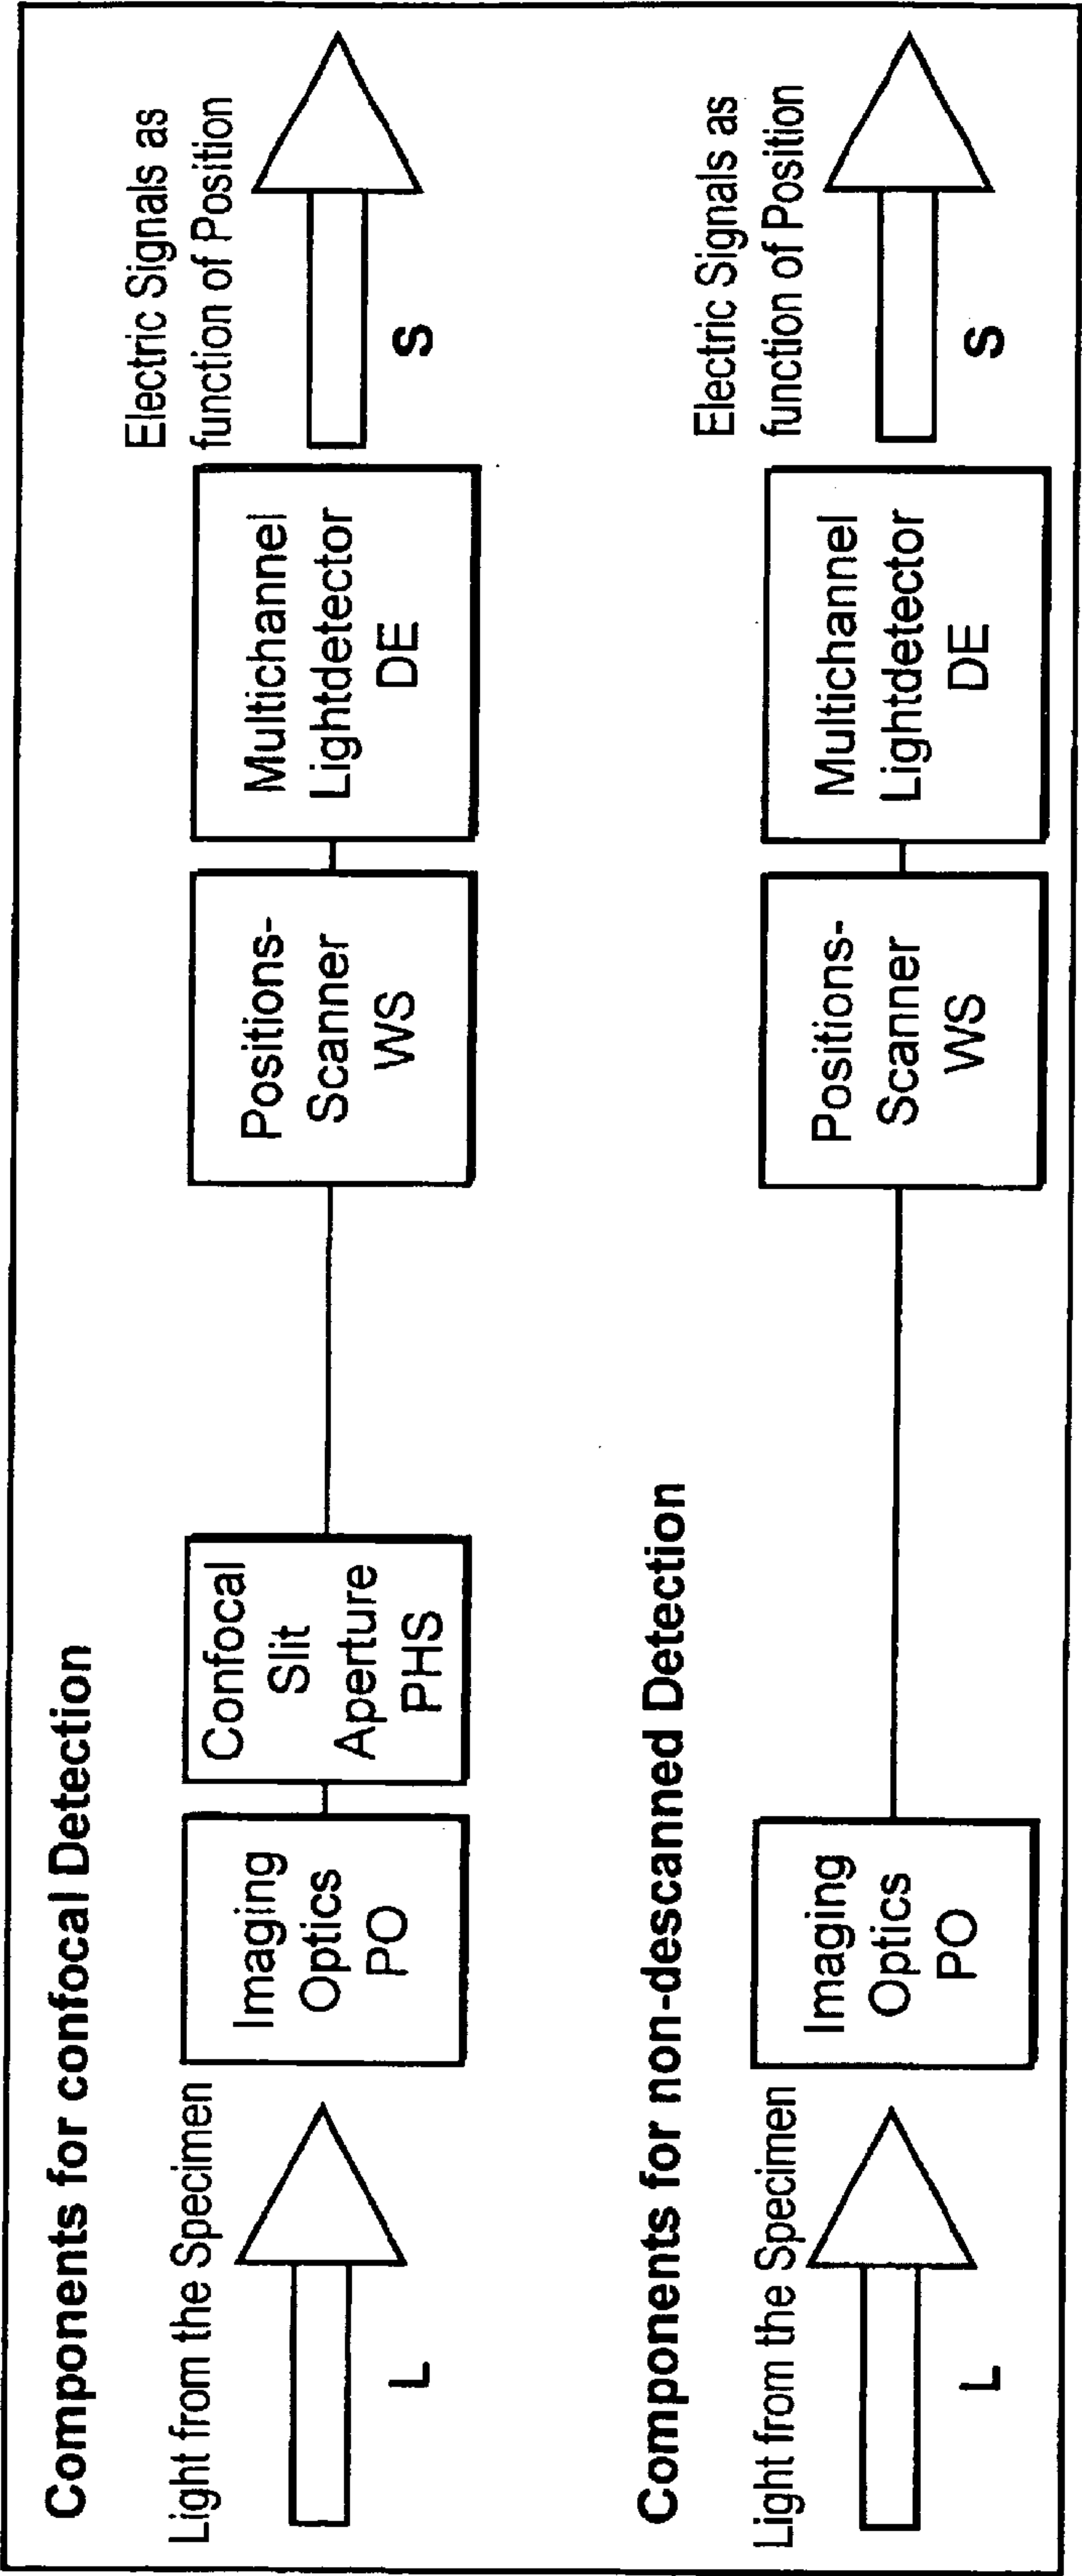 Components for confocal Detection
Light from the Specimen
L
Imaging
Optics
PO
Confocal
Slit
Aperture
PHS
Positions-
Scanner
WS
Multichannel
Lightdetector
DE
Electric Signals as
function of Position
S
Components for non-descanned Detection
Light from the Specimen
L
Imaging
Optics
PO
Positions-
Scanner
WS
Multichannel
Lightdetector
DE
Electric Signals as
function of Position
S